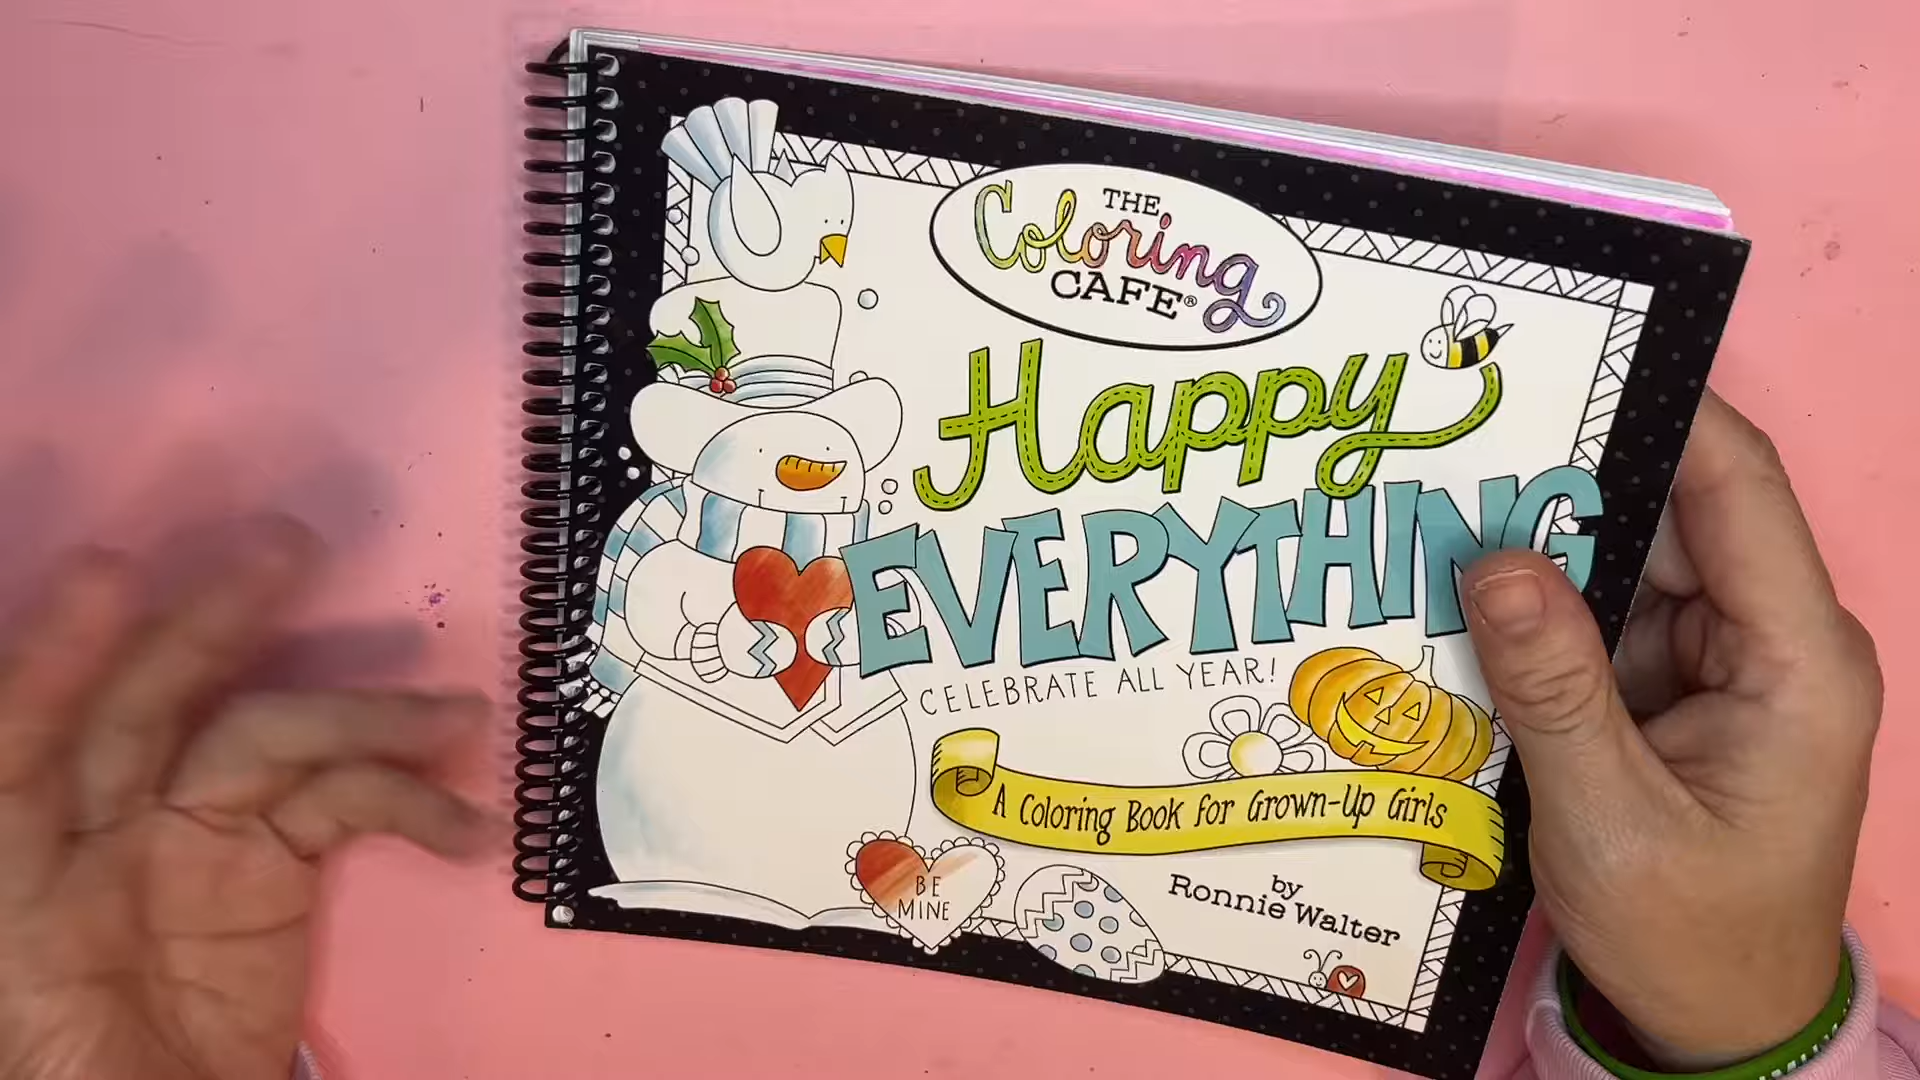 THE
Coloring
CAFE®
Happy
EVERYTHING
CELEBRATE ALL YEAR!
A Coloring Book for Grown-Up Girls
by
Ronnie Walter
BE
MINE